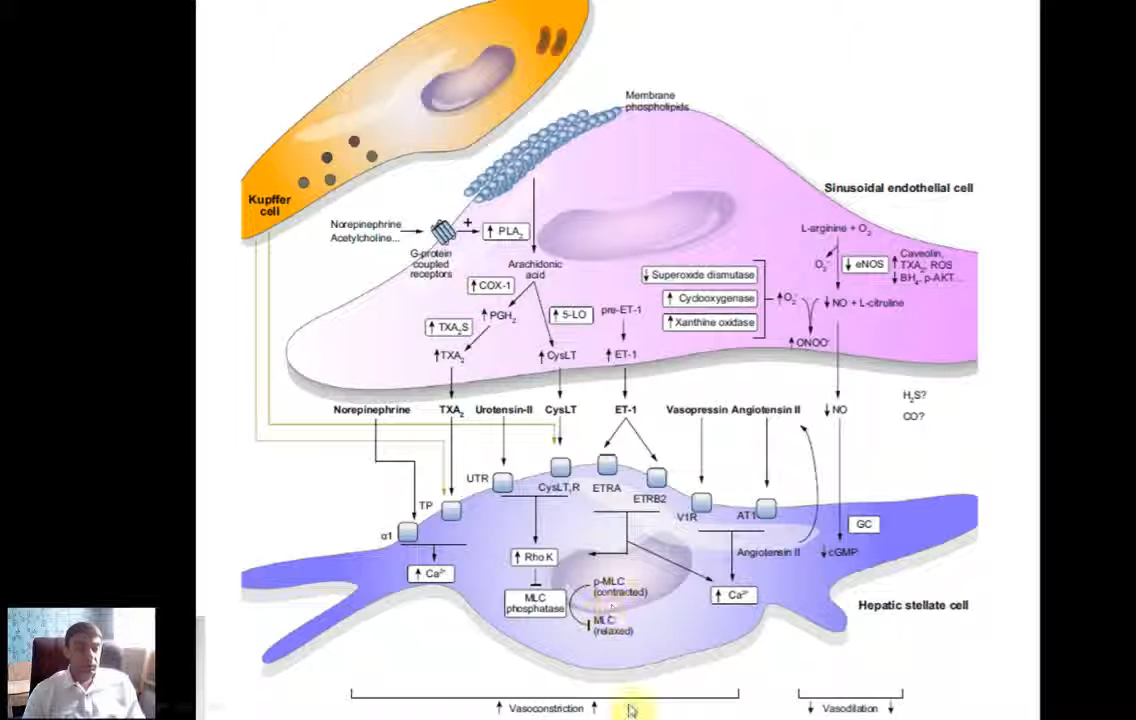 Membrane
phospholipids
Sinusoidal endothelial cell
Kupffer
cell
Norepinephrine
Acetylcholine...
+
↑ PLA₂
G-protein
coupled
receptors
L-arginine + O₂
O₂⁻
↓ eNOS
↑ Caveolin,
TXA₂, ROS
↓ BH₄, p-AKT...
Arachidonic
acid
↑ COX-1
↑ PGH₂
↑ 5-LO
↑ TXA₂S
↑ TXA₂
↑ CysLT
pre-ET-1
↑ ET-1
↓ Superoxide dismutase
↑ Cyclooxygenase
↑ Xanthine oxidase
↑ O₂⁻
↓ NO + L-citroline
↑ ONOO⁻
H₂S?
CO?
Norepinephrine
TXA₂
Urotensin-II
CysLT
ET-1
Vasopressin
Angiotensin II
↓ NO
UTR
CysLT₁R
ETRA
ETRB2
TP
V1R
AT1
α1
GC
↑ Ca²⁺
↑ Rho K
Angiotensin II
↓ cGMP
MLC
phosphatase
p-MLC
(contracted)
MLC
(relaxed)
↑ Ca²⁺
Hepatic stellate cell
↑ Vasoconstriction ↑
↓ Vasodilation ↓